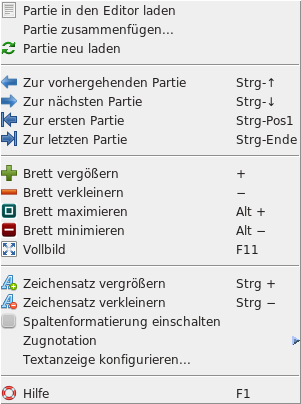 Partie in den Editor laden
Partie zusammenfügen...
Partie neu laden
Zur vorhergehenden Partie Strg-↑
Zur nächsten Partie Strg-↓
Zur ersten Partie Strg-Pos1
Zur letzten Partie Strg-Ende
Brett vergößern +
Brett verkleinern −
Brett maximieren Alt +
Brett minimieren Alt −
Vollbild F11
Zeichensatz vergrößern Strg +
Zeichensatz verkleinern Strg −
Spaltenformatierung einschalten
Zugnotation
Textanzeige konfigurieren...
Hilfe F1